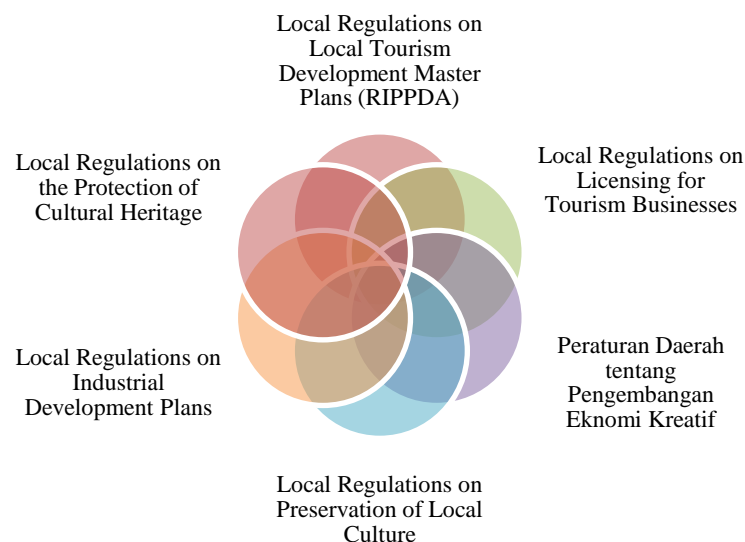 Local Regulations on
Local Tourism
Development Master
Plans (RIPPDA)
Local Regulations on
Licensing for
Tourism Businesses
Peraturan Daerah
tentang
Pengembangan
Eknomi Kreatif
Local Regulations on
Preservation of Local
Culture
Local Regulations on
Industrial
Development Plans
Local Regulations on
the Protection of
Cultural Heritage